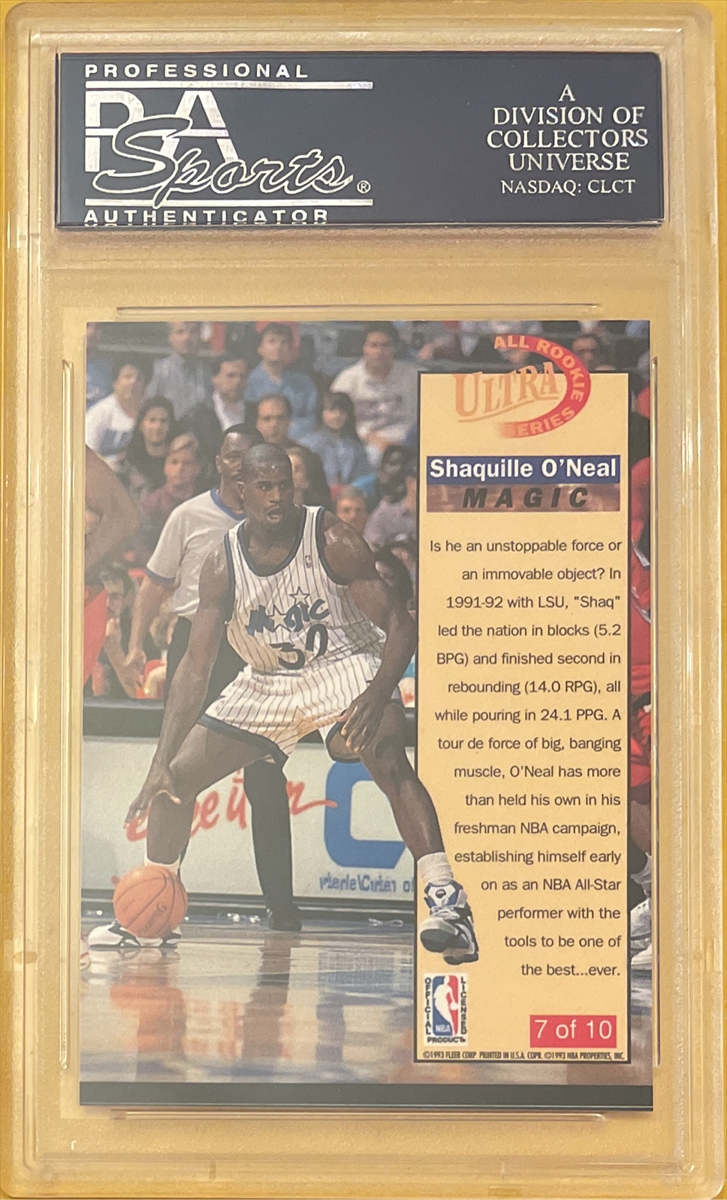 PROFESSIONAL
PSA
Sports®
AUTHENTICATOR
A
DIVISION OF
COLLECTORS
UNIVERSE
NASDAQ: CLCT
ALL ROOKIE
ULTRA
SERIES
Shaquille O'Neal
MAGIC
Is he an unstoppable force or
an immovable object? In
1991-92 with LSU, "Shaq"
led the nation in blocks (5.2
BPG) and finished second in
rebounding (14.0 RPG), all
while pouring in 24.1 PPG. A
tour de force of big, banging
muscle, O'Neal has more
than held his own in his
freshman NBA campaign,
establishing himself early
on as an NBA All-Star
performer with the
tools to be one of
the best...ever.
Magic
32
OFFICIAL
LICENSED
NBA
PRODUCT
7 of 10
©1993 FLEER CORP. PRINTED IN U.S.A. COPR. ©1993 NBA PROPERTIES, INC.